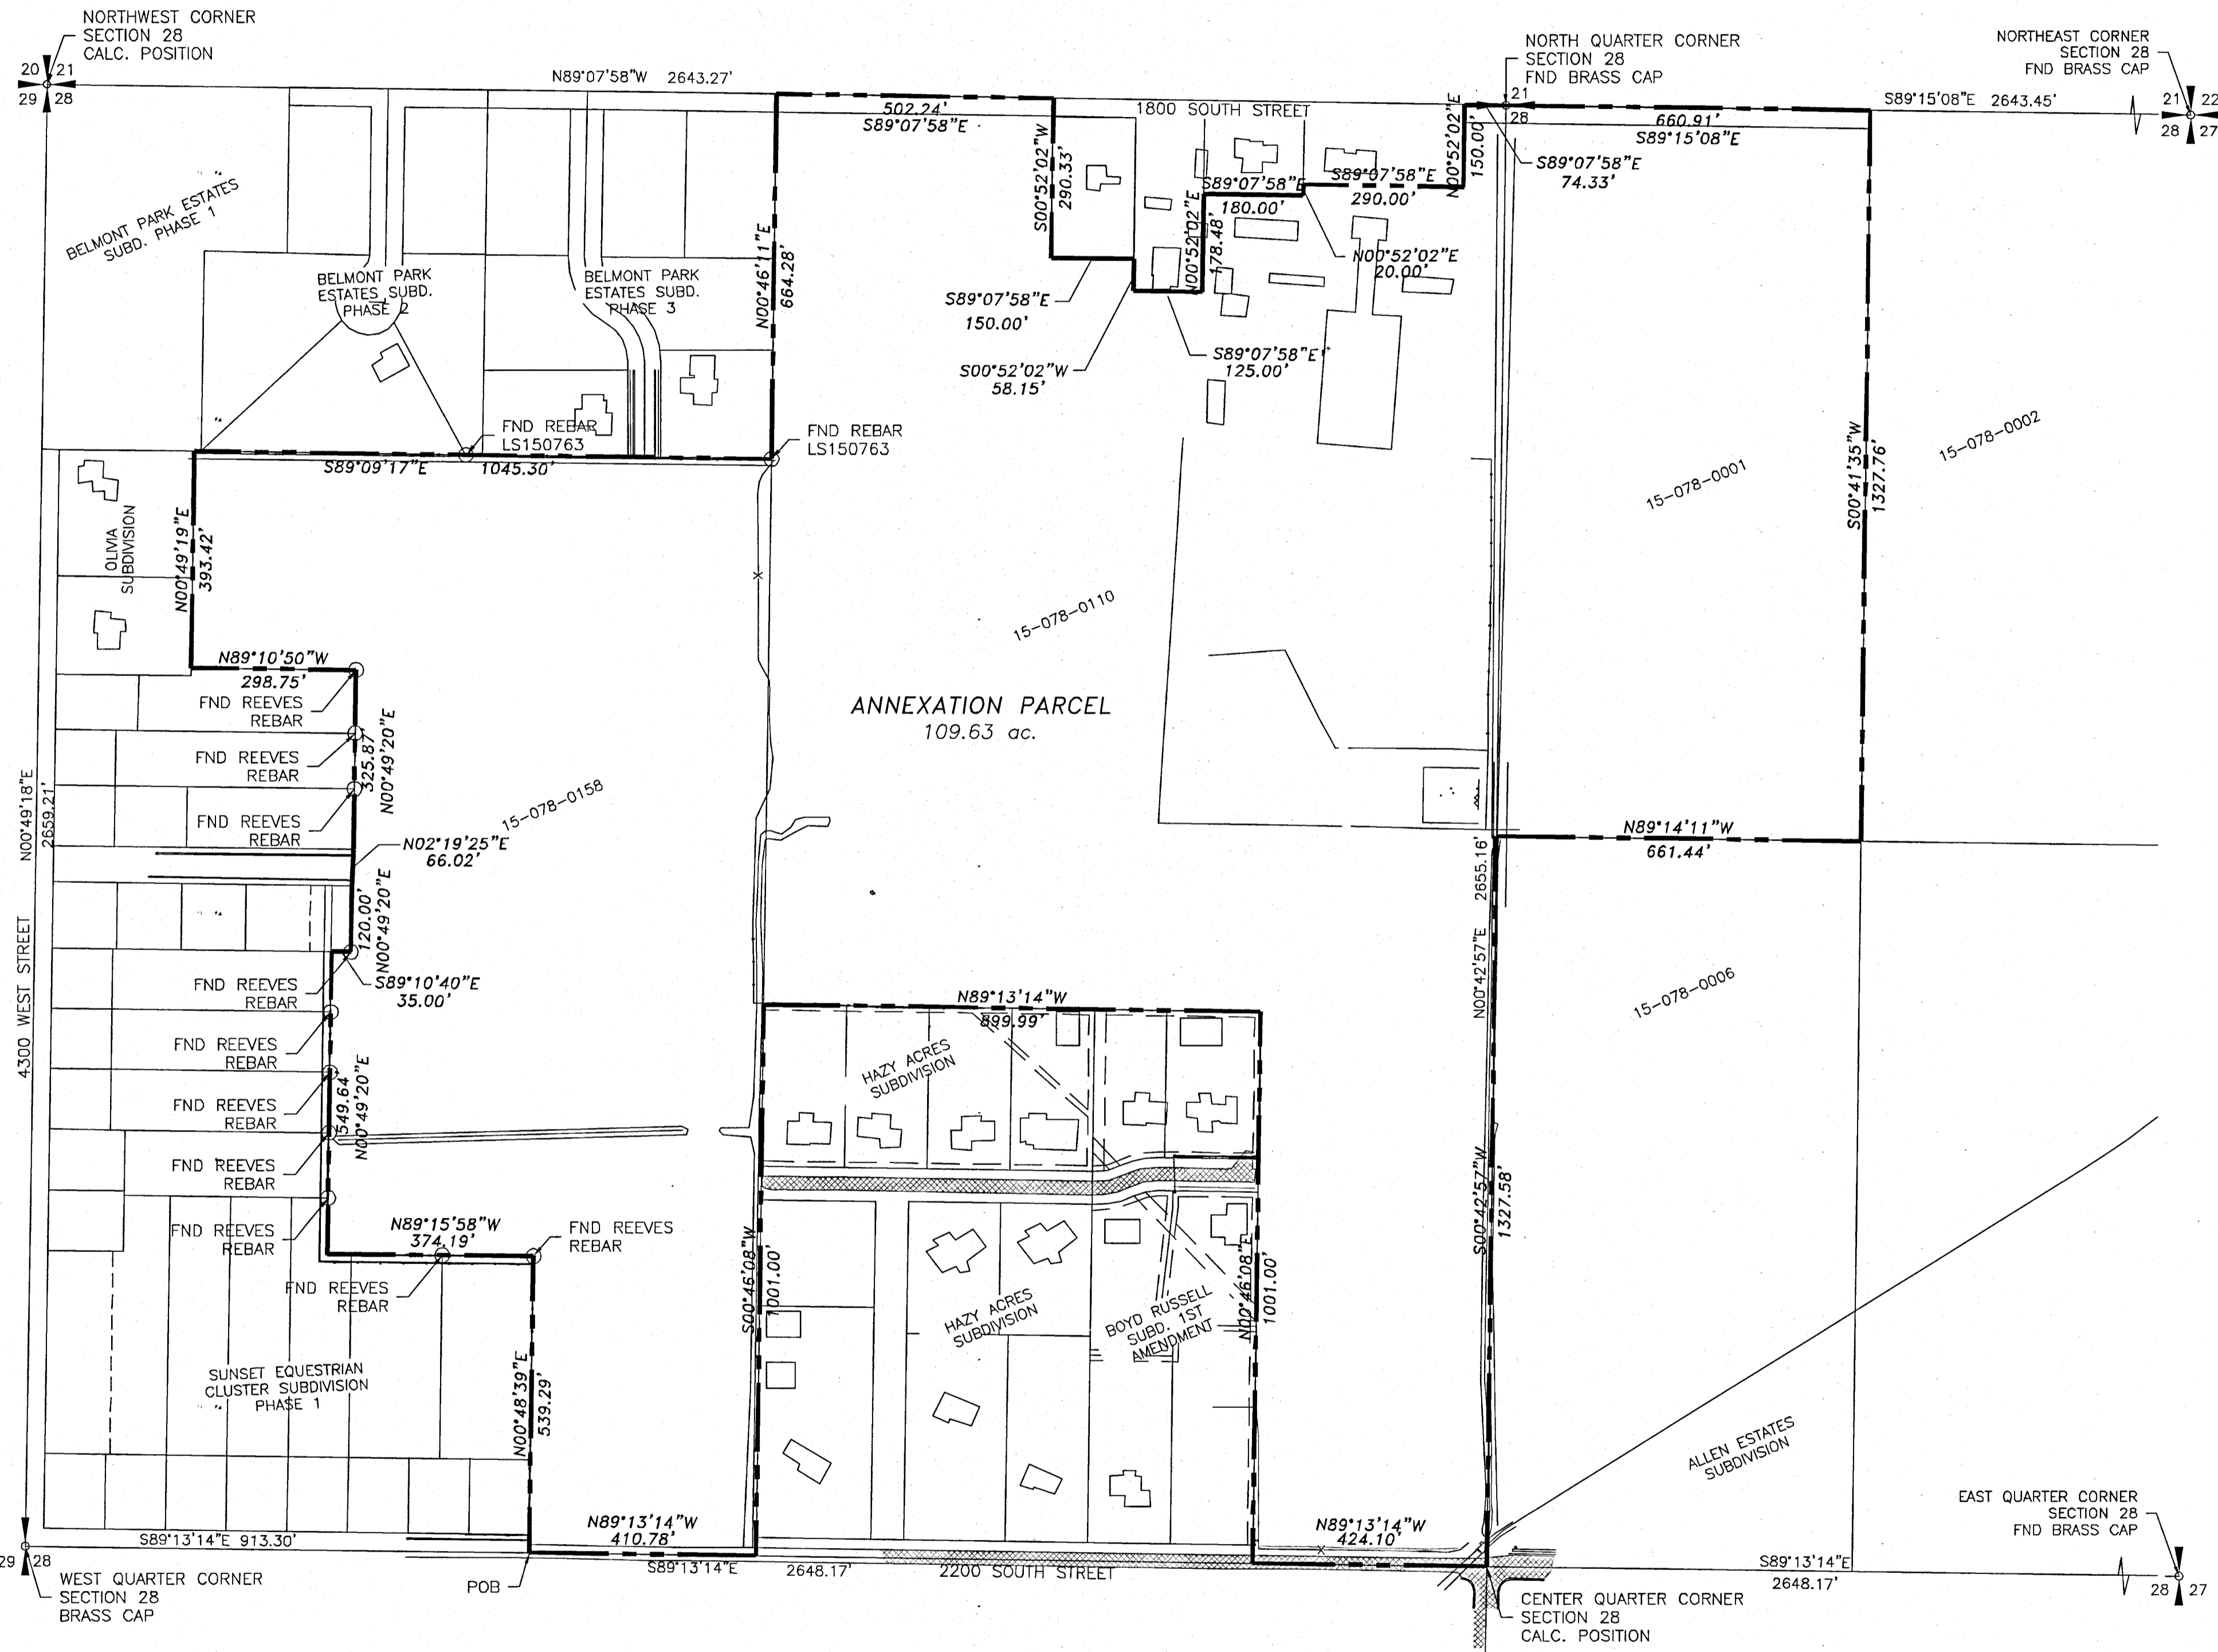 NORTHWEST CORNER
SECTION 28
CALC. POSITION
20 21
29 28
N89°07'58"W 2643.27'
NORTH QUARTER CORNER
SECTION 28
FND BRASS CAP
NORTHEAST CORNER
SECTION 28
FND BRASS CAP
21
28
S89°15'08"E 2643.45'
21 22
28 27
502.24'
S89°07'58"E
1800 SOUTH STREET
660.91'
S89°15'08"E
S89°07'58"E
74.33'
N00°52'02"E
150.00'
S00°52'02"W
290.33'
S89°07'58"E
180.00'
S89°07'58"E
290.00'
N00°52'02"E
178.48'
N00°52'02"E
20.00'
BELMONT PARK ESTATES
SUBD. PHASE 1
BELMONT PARK
ESTATES SUBD.
PHASE 2
BELMONT PARK
ESTATES SUBD.
PHASE 3
N00°46'11"E
664.28'
S89°07'58"E
150.00'
S00°52'02"W
58.15'
S89°07'58"E
125.00'
FND REBAR
LS150763
FND REBAR
LS150763
S89°09'17"E 1045.30'
S00°41'35"W
1327.76'
15-078-0001
15-078-0002
OLIVIA
SUBDIVISION
N00°49'19"E
393.42'
15-078-0110
N89°10'50"W
298.75'
FND REEVES
REBAR
FND REEVES
REBAR
FND REEVES
REBAR
325.87'
N00°49'20"E
ANNEXATION PARCEL
109.63 ac.
15-078-0158
N02°19'25"E
66.02'
N00°49'18"E
2659.21'
4300 WEST STREET
120.00'
N00°49'20"E
S89°10'40"E
35.00'
N89°14'11"W
661.44'
2655.16'
N00°42'57"E
15-078-0006
FND REEVES
REBAR
FND REEVES
REBAR
FND REEVES
REBAR
FND REEVES
REBAR
FND REEVES
REBAR
549.64
N00°49'20"E
N89°13'14"W
899.99'
HAZY ACRES
SUBDIVISION
S00°42'57"W
1327.58'
N89°15'58"W
374.19'
FND REEVES
REBAR
FND REEVES
REBAR
S00°46'08"W
1001.00'
N00°46'08"E
1001.00'
HAZY ACRES
SUBDIVISION
BOYD RUSSELL
SUBD. 1ST
AMENDMENT
SUNSET EQUESTRIAN
CLUSTER SUBDIVISION
PHASE 1
N00°48'39"E
539.29'
ALLEN ESTATES
SUBDIVISION
EAST QUARTER CORNER
SECTION 28
FND BRASS CAP
S89°13'14"E 913.30'
N89°13'14"W
410.78'
N89°13'14"W
424.10'
29 28
WEST QUARTER CORNER
SECTION 28
BRASS CAP
POB
S89°13'14"E 2648.17'
2200 SOUTH STREET
S89°13'14"E
2648.17'
28 27
CENTER QUARTER CORNER
SECTION 28
CALC. POSITION